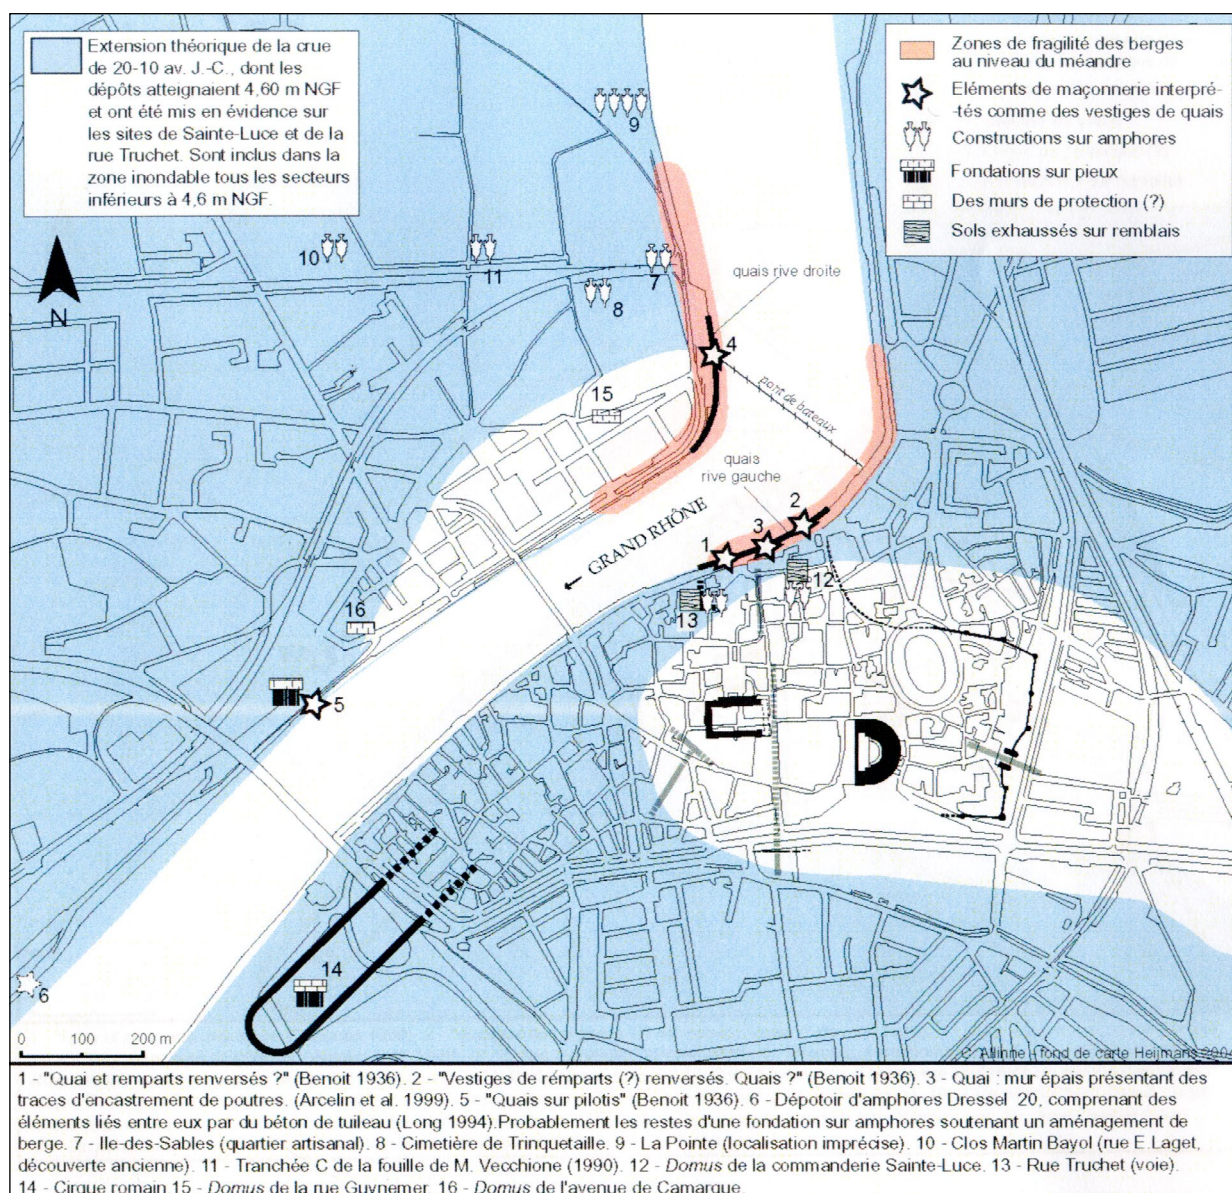 Extension théorique de la crue
de 20-10 av. J.-C., dont les
dépôts atteignaient 4,60 m NGF
et ont été mis en évidence sur
les sites de Sainte-Luce et de la
rue Truchet. Sont inclus dans la
zone inondable tous les secteurs
inférieurs à 4,6 m NGF.
Zones de fragilité des berges
au niveau du méandre
Eléments de maçonnerie interpré-
-tés comme des vestiges de quais
Constructions sur amphores
Fondations sur pieux
Des murs de protection (?)
Sols exhaussés sur remblais
N
9
10
11
7
8
quais rive droite
4
15
pont de bateaux
quais
rive gauche
2
3
1
GRAND RHÔNE
12
13
16
5
14
6
0 100 200 m
C. Allinne - fond de carte Heijmans 2004
1 - "Quai et remparts renversés ?" (Benoit 1936). 2 - "Vestiges de remparts (?) renversés. Quais ?" (Benoit 1936). 3 - Quai : mur épais présentant des
traces d'encastrement de poutres. (Arcelin et al. 1999). 5 - "Quais sur pilotis" (Benoit 1936). 6 - Dépotoir d'amphores Dressel 20, comprenant des
éléments liés entre eux par du béton de tuileau (Long 1994).Probablement les restes d'une fondation sur amphores soutenant un aménagement de
berge. 7 - Ile-des-Sables (quartier artisanal). 8 - Cimetière de Trinquetaille. 9 - La Pointe (localisation imprécise). 10 - Clos Martin Bayol (rue E.Laget,
découverte ancienne). 11 - Tranchée C de la fouille de M. Vecchione (1990). 12 - Domus de la commanderie Sainte-Luce. 13 - Rue Truchet (voie).
14 - Cirque romain 15 - Domus de la rue Guynemer. 16 - Domus de l'avenue de Camargue.